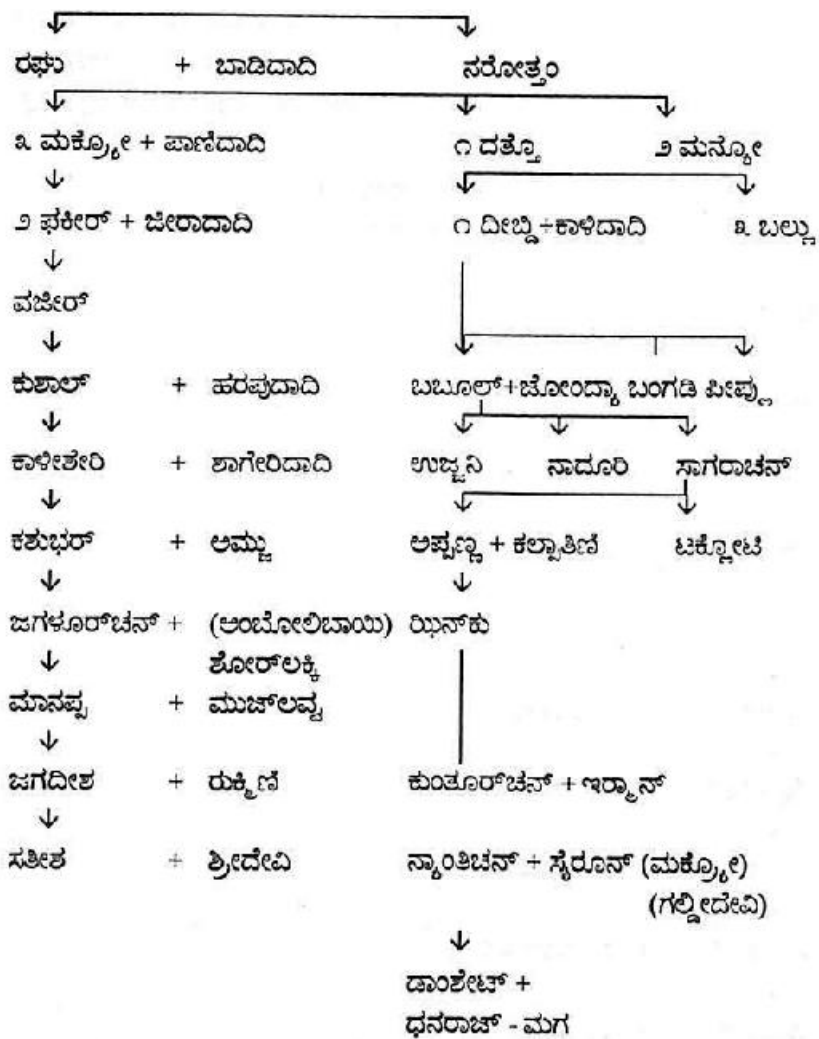 ರಘು + ಬಾಡಿದಾದಿ ನರೋತ್ತಂ
೩ ಮಕ್ರ್ಯೋ + ಪಾಣಿದಾದಿ ೧ ದತ್ತೊ ೨ ಮನ್ಕೋ
೨ ಫಕೀರ್ + ಜೀರಾದಾದಿ ೧ ದೀಬ್ಡಿ+ಕಾಳಿದಾದಿ ೩ ಬಲ್ಲು
ವಜೀರ್
ಕುಶಾಲ್ + ಹರಪುದಾದಿ ಬಬೂಲ್+ಜೋಂದ್ಯಾ ಬಂಗಡಿ ಪೀಪ್ಲು
ಕಾಳೀಶೇರಿ + ಶಾಗೇರಿದಾದಿ ಉಜ್ಜನಿ ನಾದೂರಿ ಸಾಗರಾಚನ್
ಕಶುಭರ್ + ಅಮ್ಜು ಅಪ್ಪಣ್ಣ + ಕಲ್ಪಾತಿಣಿ ಟಕ್ಲೋಟಿ
ಜಗಳೂರ್‌ಚನ್ + (ಆಂಬೋಲಿಬಾಯಿ) ಝಿನ್‌ಕು
ಶೋರ್‌ಲಕ್ಕಿ
ಮಾನಪ್ಪ + ಮುಚ್‌ಲವ್ವ
ಜಗದೀಶ + ರುಕ್ಮಿಣಿ ಕುಂತೂರ್‌ಚನ್ + ಇರ‍್ಮಾನ್
ಸತೀಶ + ಶ್ರೀದೇವಿ ನ್ಯಾಂತಿಚನ್ + ಸೈರೂನ್ (ಮಕ್ರ್ಯೋ)
(ಗಲ್ಡೀದೇವಿ)
ಡಾಂಶೇಟ್ +
ಧನರಾಜ್ - ಮಗ